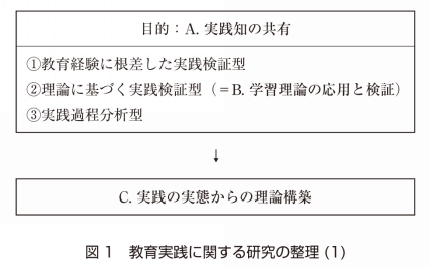 目的：A. 実践知の共有
①教育経験に根差した実践検証型
②理論に基づく実践検証型（＝B. 学習理論の応用と検証）
③実践過程分析型
↓
C. 実践の実態からの理論構築
図 1　教育実践に関する研究の整理 (1)